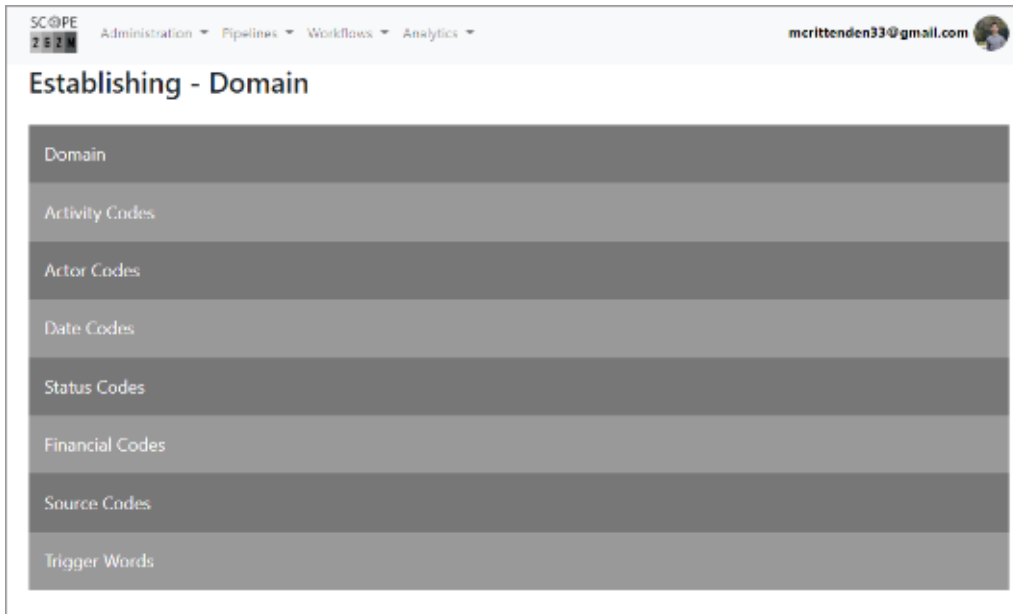 SCOPE
2 E 2 M
Administration Pipelines Workflows Analytics mcrittenden33@gmail.com
Establishing - Domain
Domain
Activity Codes
Actor Codes
Date Codes
Status Codes
Financial Codes
Source Codes
Trigger Words